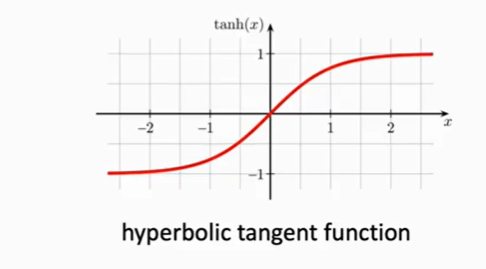 tanh(x)
1
−2 −1 1 2 x
−1
hyperbolic tangent function